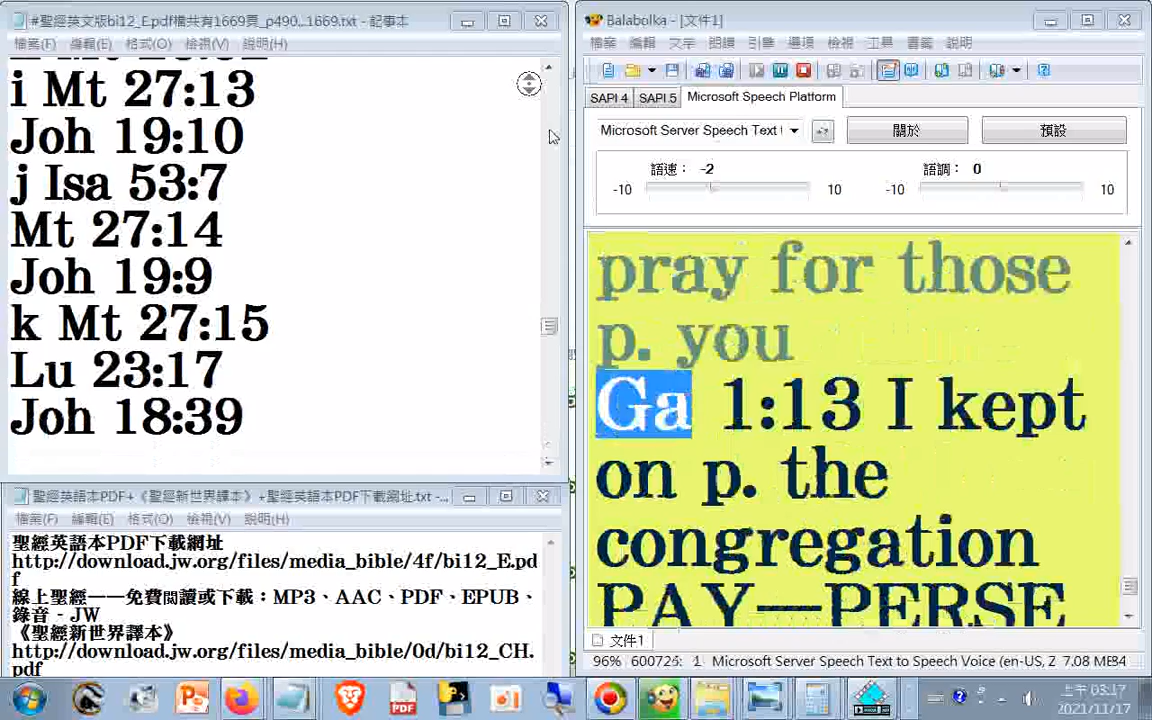 #聖經英文版bi12_E.pdf檔共有1669頁_p490,..1669.txt - 記事本
檔案(F) 編輯(E) 格式(O) 檢視(V) 說明(H)
i Mt 27:13
Joh 19:10
j Isa 53:7
Mt 27:14
Joh 19:9
k Mt 27:15
Lu 23:17
Joh 18:39
聖經英語本PDF+《聖經新世界譯本》+聖經英語本PDF下載網址.txt -...
檔案(F) 編輯(E) 格式(O) 檢視(V) 說明(H)
聖經英語本PDF下載網址
http://download.jw.org/files/media_bible/4f/bi12_E.pd
f
線上聖經——免費閱讀或下載：MP3、AAC、PDF、EPUB、
錄音 - JW
《聖經新世界譯本》
http://download.jw.org/files/media_bible/0d/bi12_CH.
pdf
Balabolka - [文件1]
檔案 編輯 文字 朗讀 引擎 選項 檢視 工具 書籤 說明
SAPI 4 SAPI 5 Microsoft Speech Platform
Microsoft Server Speech Text 關於 預設
語速： -2 語調： 0
-10 10 -10 10
pray for those
p. you
Ga 1:13 I kept
on p. the
congregation
PAY—PERSE
文件1
96% 1 Microsoft Server Speech Text to Speech Voice (en-US, Z 7.08 MB
上午 03:17
2021/11/17